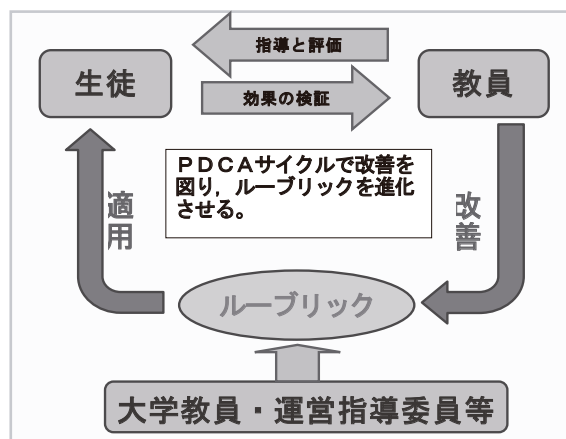 指導と評価
生徒
教員
効果の検証
ＰＤＣＡサイクルで改善を
図り，ルーブリックを進化
させる。
適用
改善
ルーブリック
大学教員・運営指導委員等